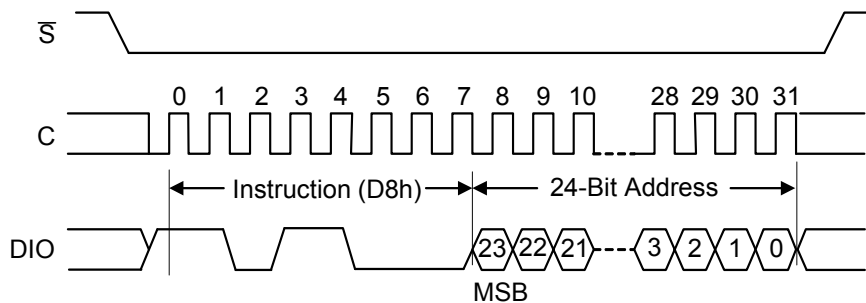 S̅
0 1 2 3 4 5 6 7 8 9 10 28 29 30 31
C
Instruction (D8h) 24-Bit Address
DIO 23 22 21 3 2 1 0
MSB